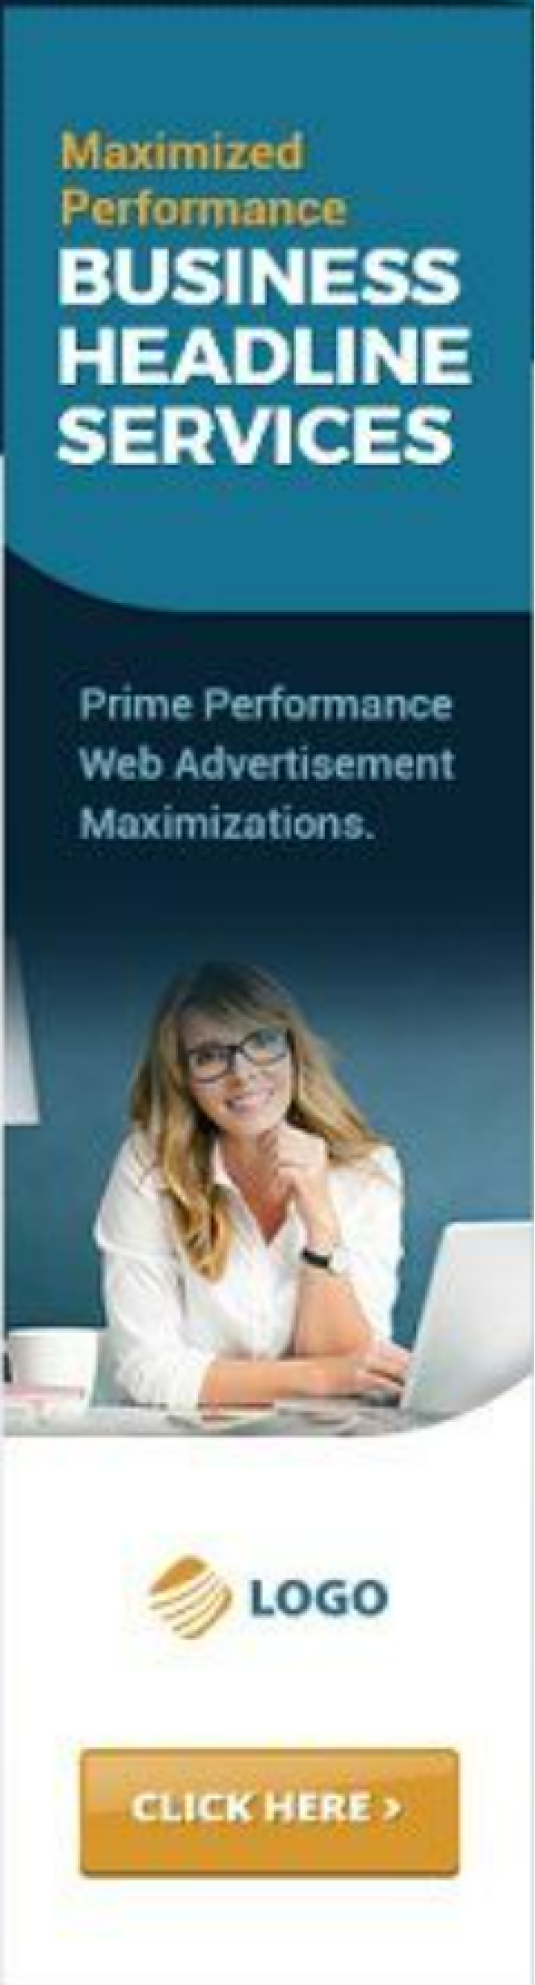 Maximized
Performance
BUSINESS
HEADLINE
SERVICES
Prime Performance
Web Advertisement
Maximizations.
LOGO
CLICK HERE >